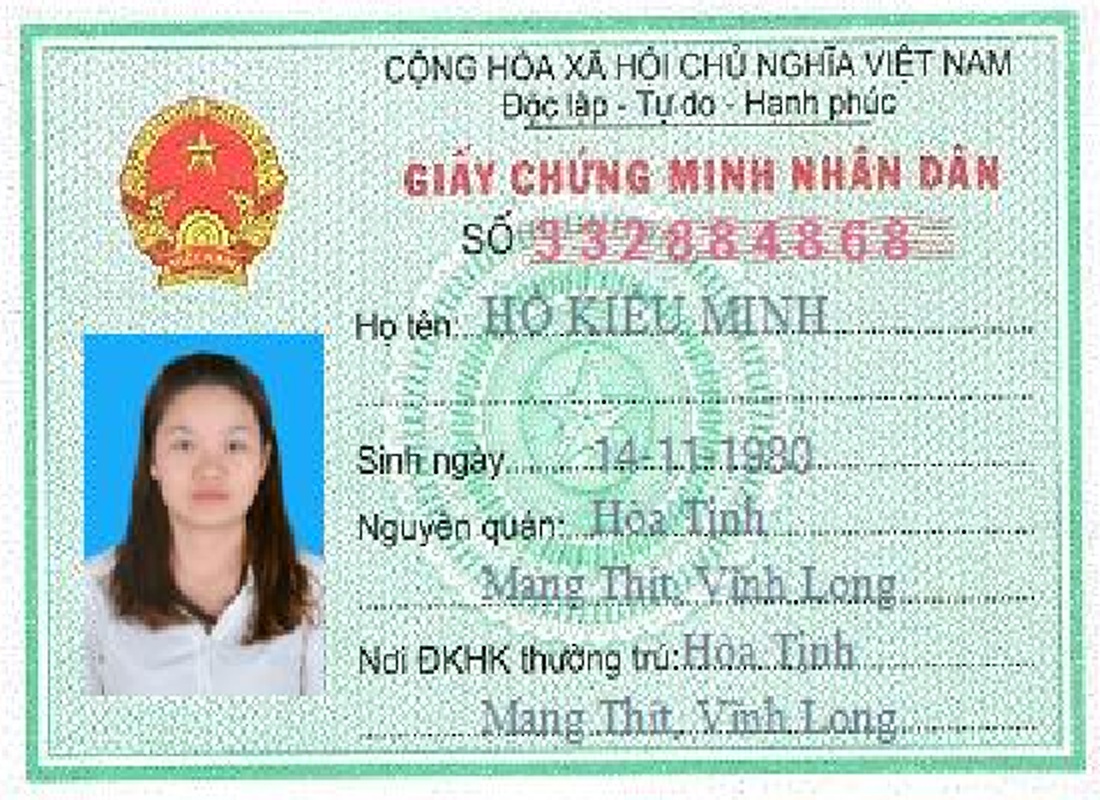 CỘNG HÒA XÃ HỘI CHỦ NGHĨA VIỆT NAM
Độc lập - Tự do - Hạnh phúc
GIẤY CHỨNG MINH NHÂN DÂN
SỐ 332884868
Họ tên: HỒ KIỀU MINH
Sinh ngày 14-11-1980
Nguyên quán: Hòa Tịnh
Mang Thít, Vĩnh Long
Nơi ĐKHK thường trú: Hòa Tịnh
Mang Thít, Vĩnh Long